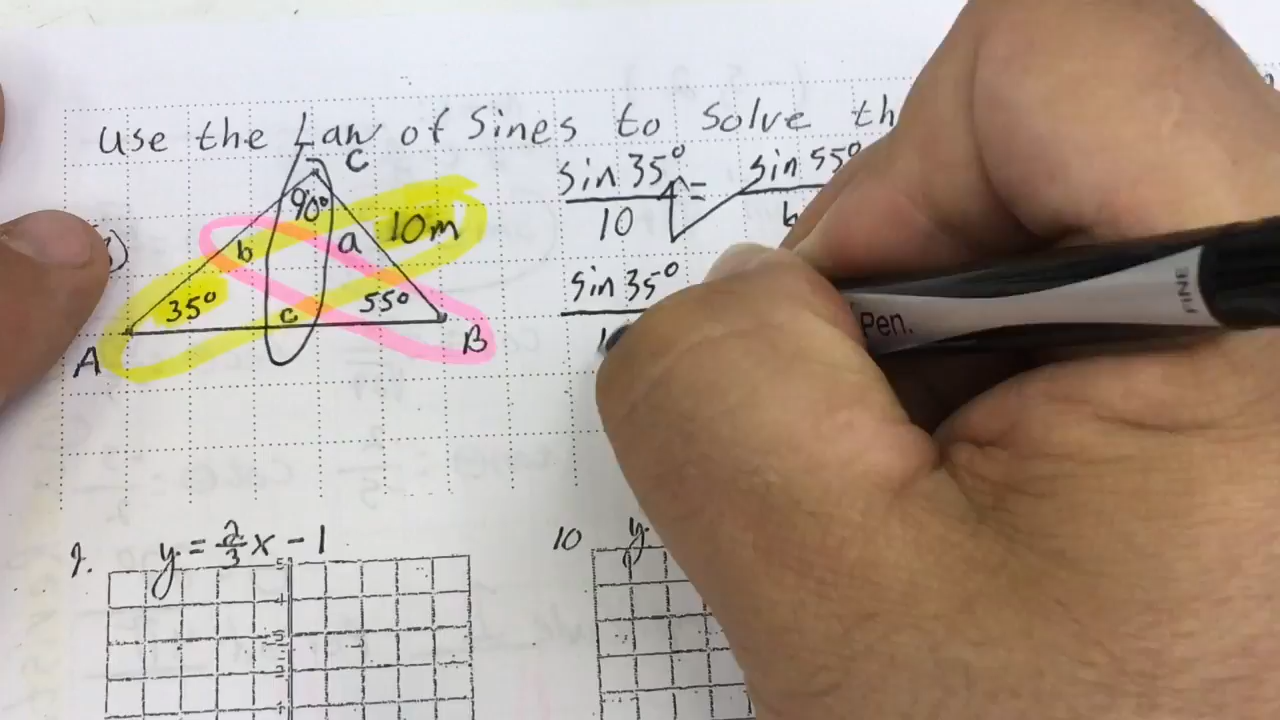 Use the Law of Sines to Solve th
C
90°
b
a
10m
35°
c
55°
A
B
sin 35° = sin 55°
10 b
sin 35°
Pen.
FINE
9. y = 2/3 x - 1
10 y